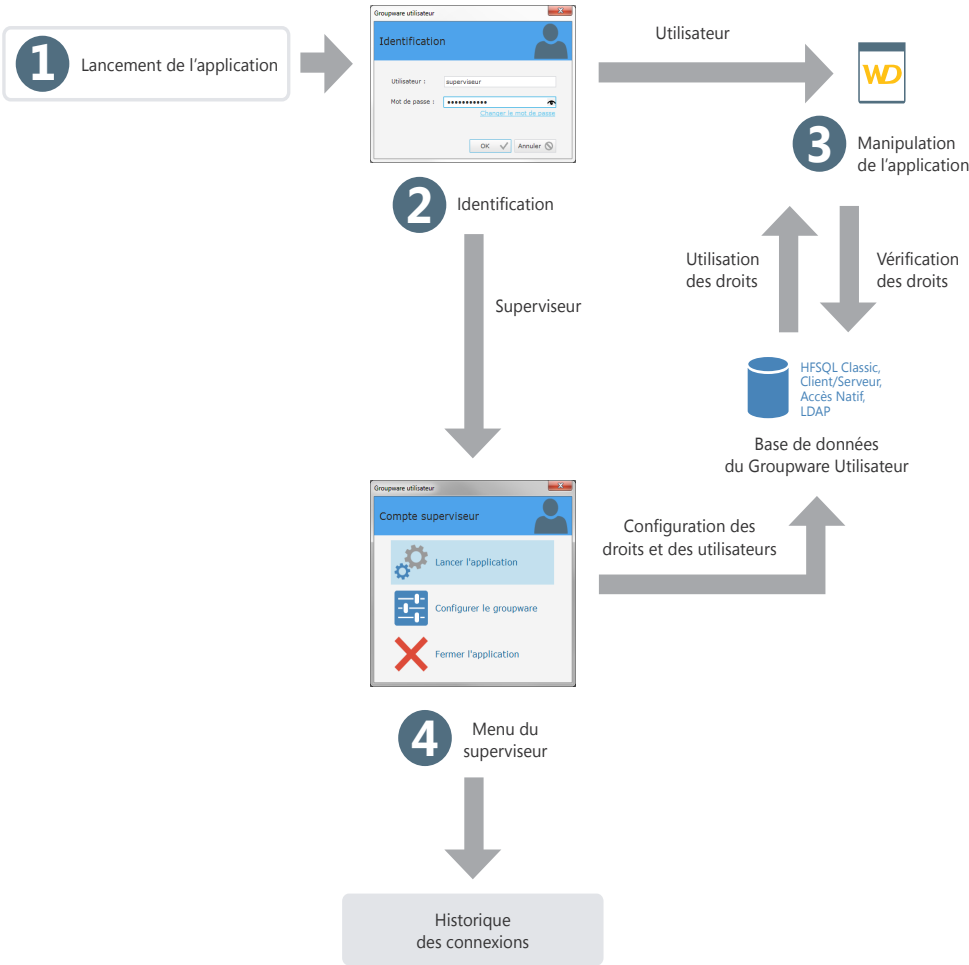 1
Lancement de l'application
Groupware utilisateur
Identification
Utilisateur :
superviseur
Mot de passe :
•••••••••••
Changer le mot de passe
OK
Annuler
2
Identification
Utilisateur
WD
3
Manipulation
de l'application
Utilisation
des droits
Vérification
des droits
HFSQL Classic,
Client/Serveur,
Accès Natif,
LDAP
Base de données
du Groupware Utilisateur
Superviseur
Groupware utilisateur
Compte superviseur
Lancer l'application
Configurer le groupware
Fermer l'application
Configuration des
droits et des utilisateurs
4
Menu du
superviseur
Historique
des connexions